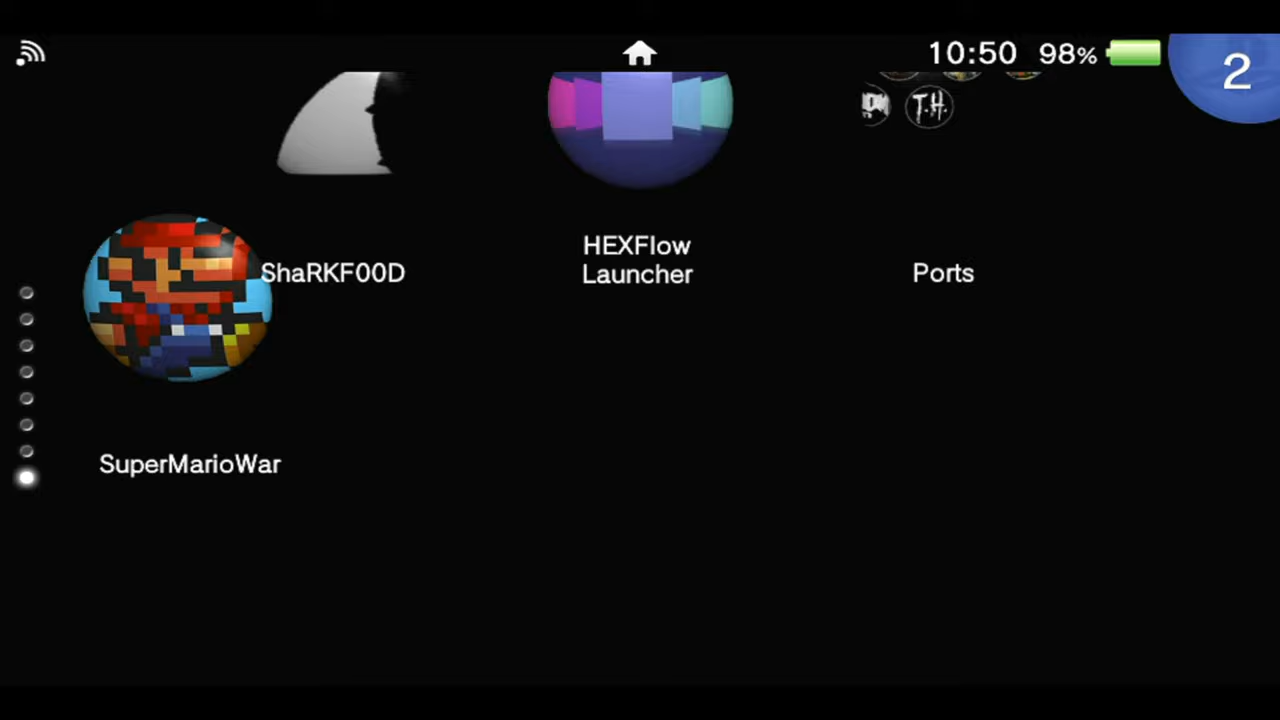 10:50 98%
2
T.H.
ShaRKF00D
HEXFlow
Launcher
Ports
SuperMarioWar